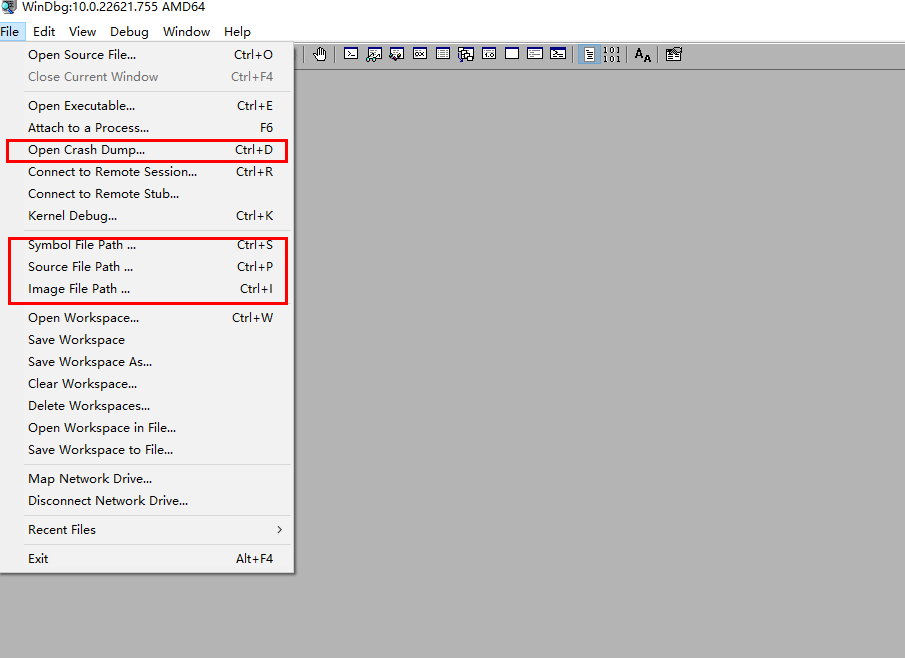 WinDbg:10.0.22621.755 AMD64
File Edit View Debug Window Help
Open Source File... Ctrl+O
Close Current Window Ctrl+F4
Open Executable... Ctrl+E
Attach to a Process... F6
Open Crash Dump... Ctrl+D
Connect to Remote Session... Ctrl+R
Connect to Remote Stub...
Kernel Debug... Ctrl+K
Symbol File Path ... Ctrl+S
Source File Path ... Ctrl+P
Image File Path ... Ctrl+I
Open Workspace... Ctrl+W
Save Workspace
Save Workspace As...
Clear Workspace...
Delete Workspaces...
Open Workspace in File...
Save Workspace to File...
Map Network Drive...
Disconnect Network Drive...
Recent Files
Exit Alt+F4